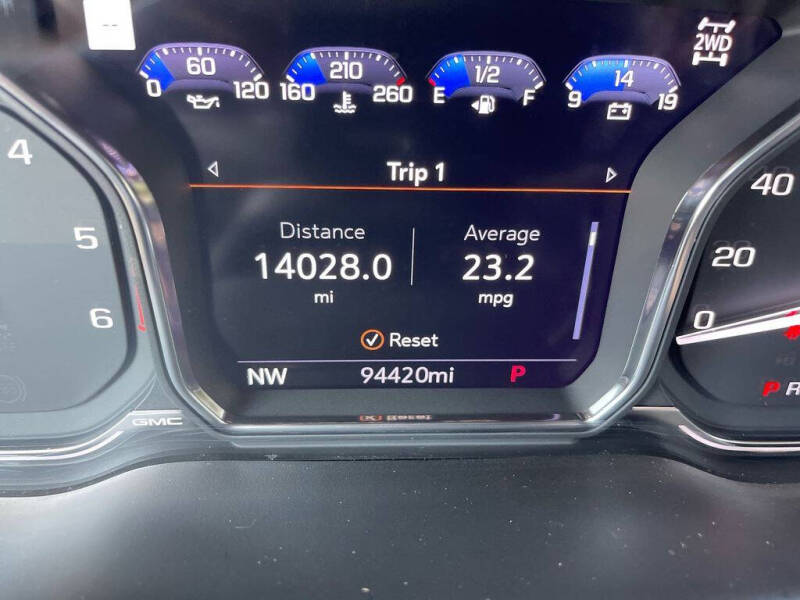 --
60
0 120
210
160 260
1/2
E F
14
9 19
2WD
4
5
6
Trip 1
Distance Average
14028.0 23.2
mi mpg
Reset
NW 94420mi P
40
20
0
P R
GMC
Reset